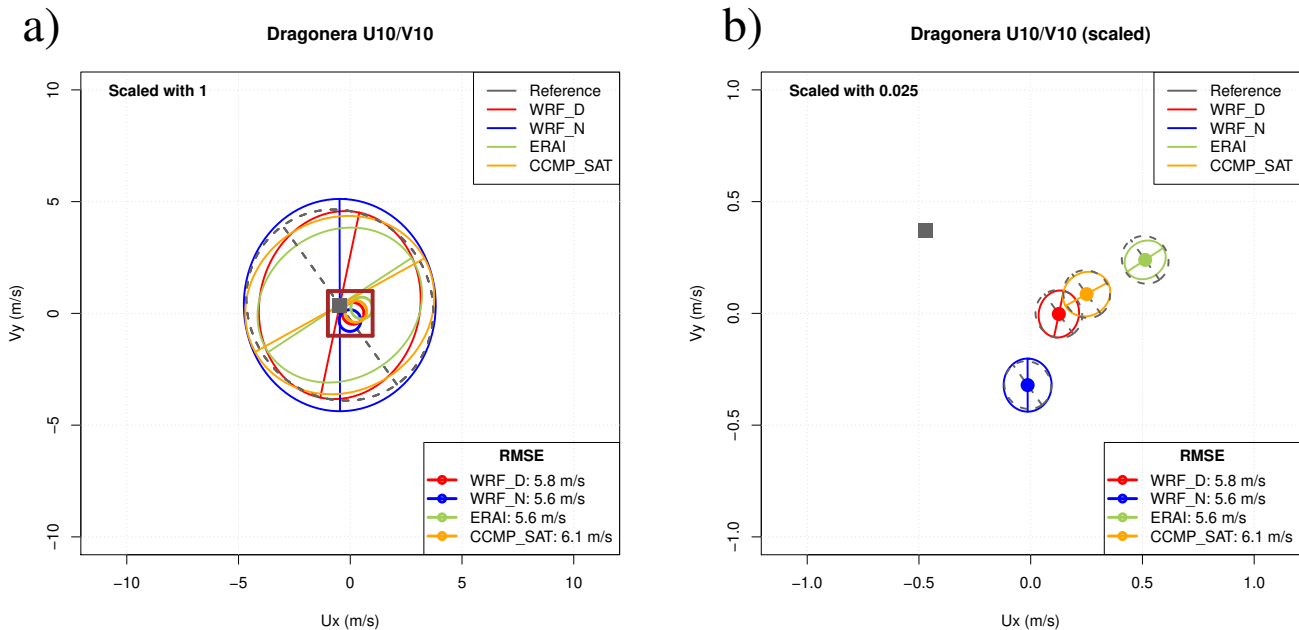 a)
Dragonera U10/V10
Scaled with 1
Reference
WRF_D
WRF_N
ERAI
CCMP_SAT
10
5
0
−5
−10
Vy (m/s)
RMSE
WRF_D: 5.8 m/s
WRF_N: 5.6 m/s
ERAI: 5.6 m/s
CCMP_SAT: 6.1 m/s
−10 −5 0 5 10
Ux (m/s)
b)
Dragonera U10/V10 (scaled)
Scaled with 0.025
Reference
WRF_D
WRF_N
ERAI
CCMP_SAT
1.0
0.5
0.0
−0.5
−1.0
Vy (m/s)
RMSE
WRF_D: 5.8 m/s
WRF_N: 5.6 m/s
ERAI: 5.6 m/s
CCMP_SAT: 6.1 m/s
−1.0 −0.5 0.0 0.5 1.0
Ux (m/s)